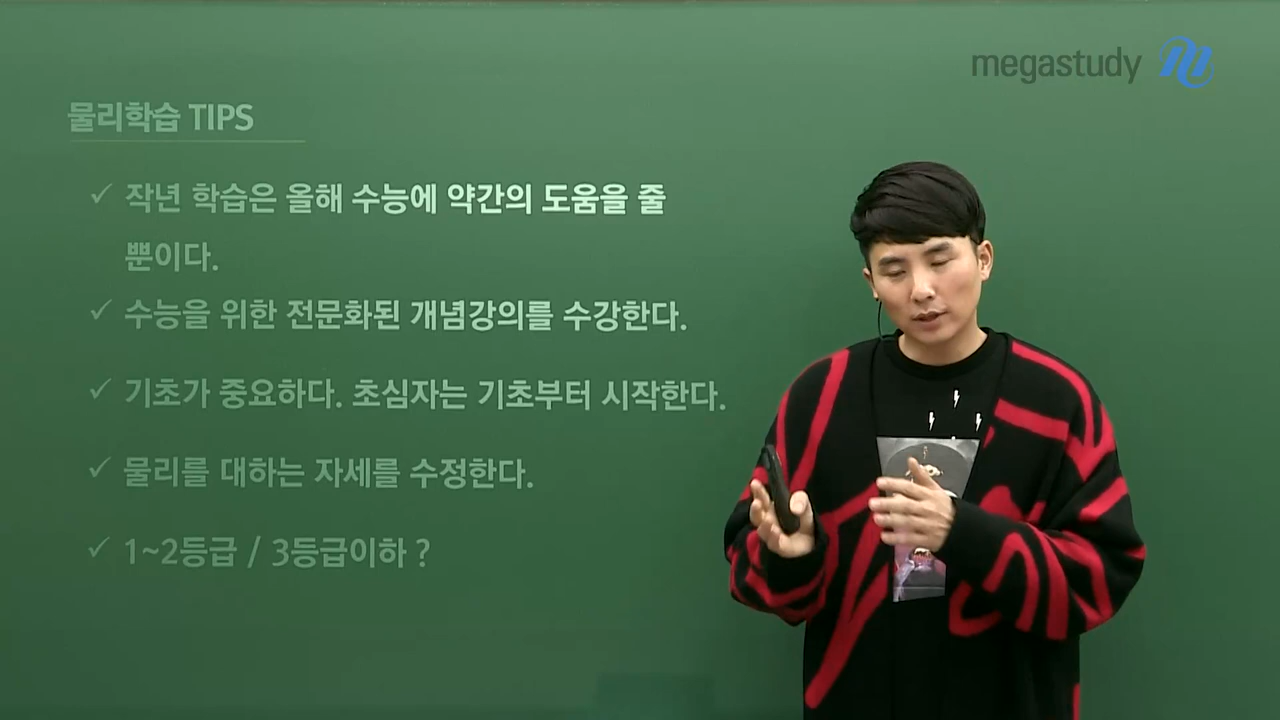 megastudy
물리학습 TIPS
✓ 작년 학습은 올해 수능에 약간의 도움을 줄
뿐이다.
✓ 수능을 위한 전문화된 개념강의를 수강한다.
✓ 기초가 중요하다. 초심자는 기초부터 시작한다.
✓ 물리를 대하는 자세를 수정한다.
✓ 1~2등급 / 3등급이하 ?